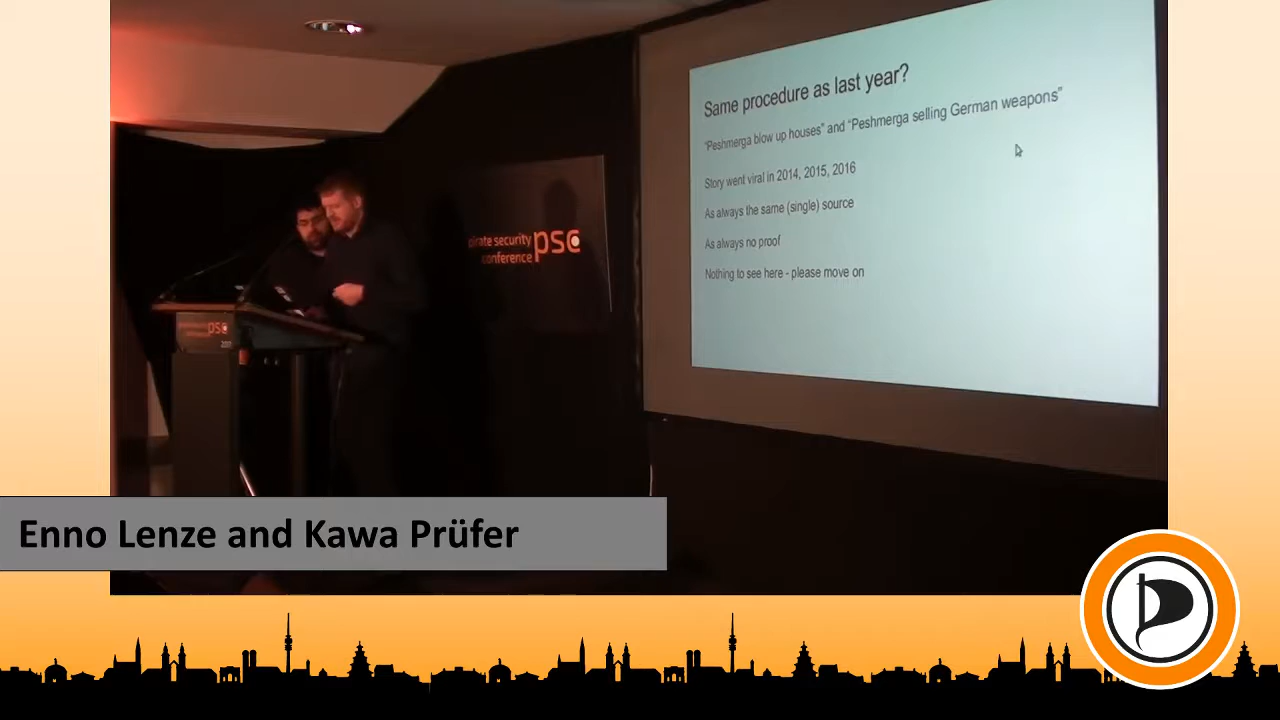 Same procedure as last year?
"Peshmerga blow up houses" and "Peshmerga selling German weapons"
Story went viral in 2014, 2015, 2016
As always the same (single) source
As always no proof
Nothing to see here - please move on
pirate security
conference
psc
psc
Enno Lenze and Kawa Prüfer